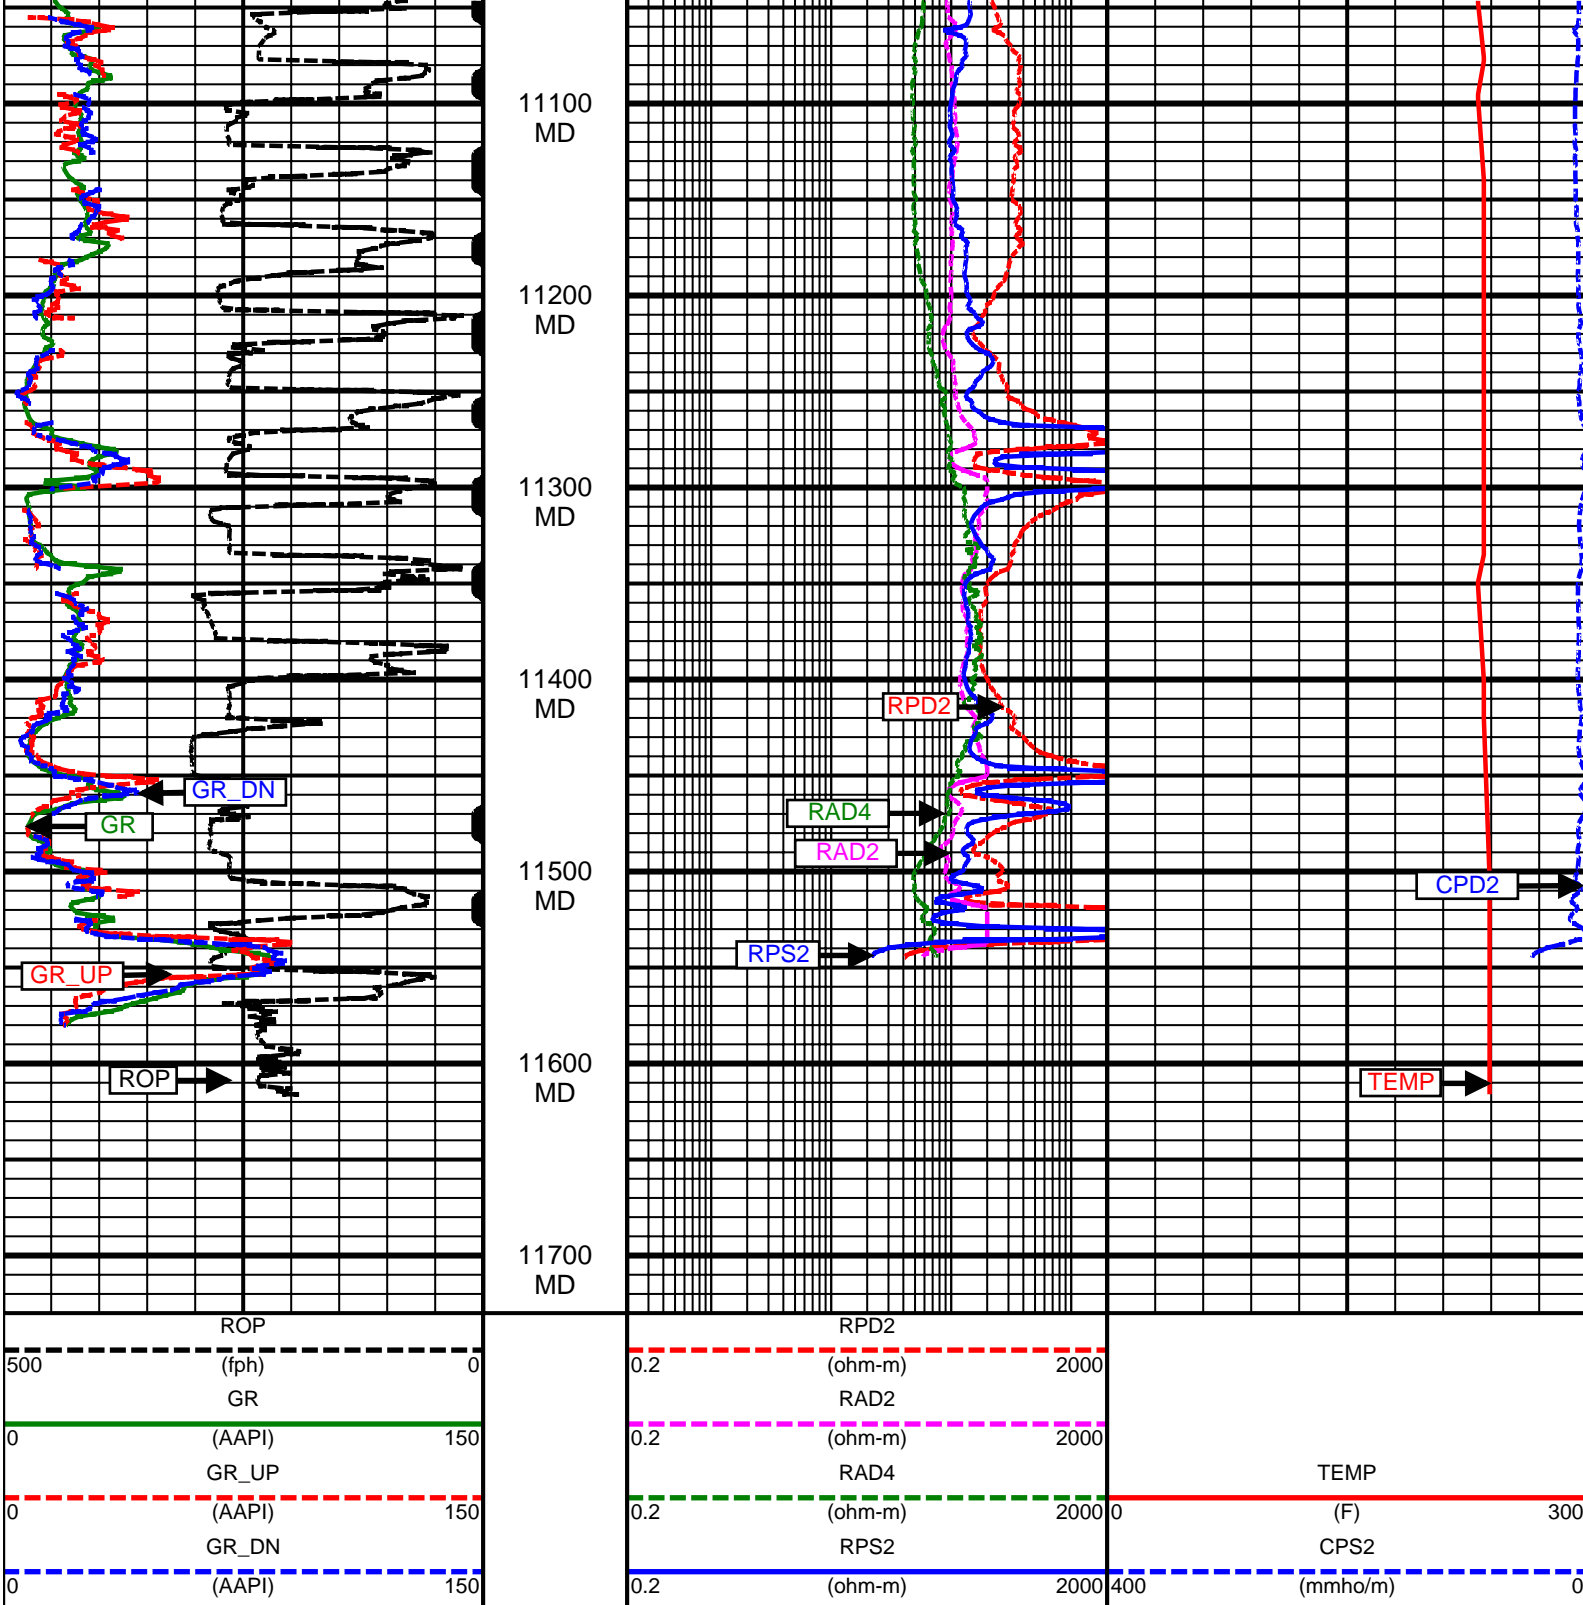 11100
MD
11200
MD
11300
MD
11400
MD
RPD2
GR_DN
RAD4
GR
RAD2
11500
MD
CPD2
RPS2
GR_UP
11600
MD
ROP
TEMP
11700
MD
ROP
500 (fph) 0
GR
0 (AAPI) 150
GR_UP
0 (AAPI) 150
GR_DN
0 (AAPI) 150
RPD2
0.2 (ohm-m) 2000
RAD2
0.2 (ohm-m) 2000
RAD4
0.2 (ohm-m) 2000
RPS2
0.2 (ohm-m) 2000
TEMP
0 (F) 300
CPS2
400 (mmho/m) 0